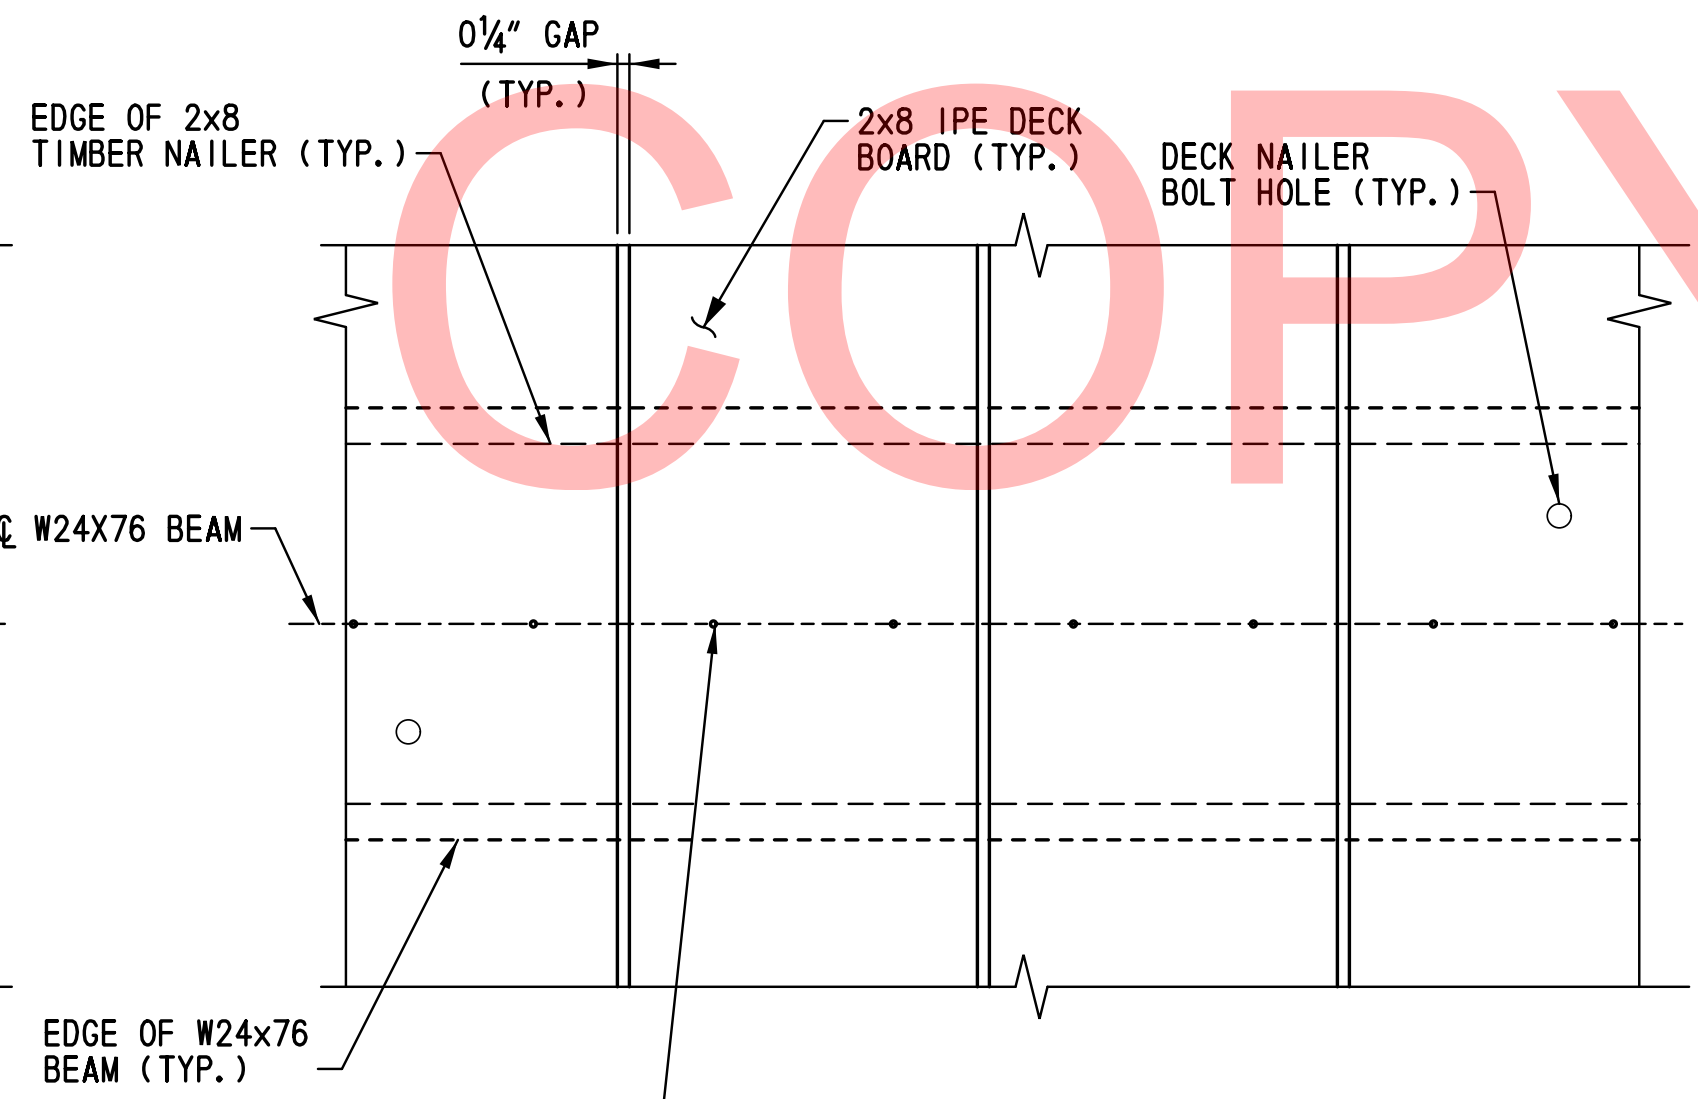 0¼" GAP
(TYP.)
EDGE OF 2x8
TIMBER NAILER (TYP.)
2x8 IPE DECK
BOARD (TYP.)
DECK NAILER
BOLT HOLE (TYP.)
COPY
℄ W24X76 BEAM
EDGE OF W24x76
BEAM (TYP.)